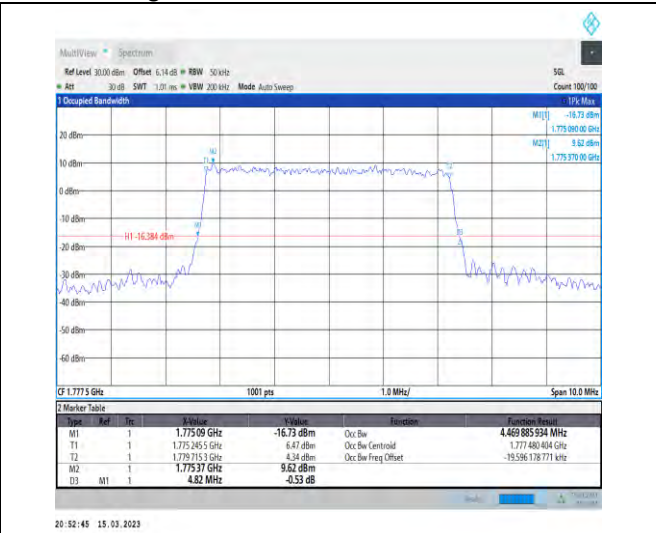 MultiView Spectrum
Ref Level 30.00 dBm Offset 6.14 dB RBW 50 kHz SGL
Att 30 dB SWT 1.01 ms VBW 200 kHz Mode Auto Sweep Count 100/100
1 Occupied Bandwidth 1Pk Max
M1[1] -16.73 dBm
1.775 090 00 GHz
M2[1] 9.62 dBm
1.775 370 00 GHz
20 dBm
M2
10 dBm
T1
T2
0 dBm
-10 dBm
M1
D3
H1 -16.384 dBm
-20 dBm
-30 dBm
-40 dBm
-50 dBm
-60 dBm
CF 1.777 5 GHz 1001 pts 1.0 MHz/ Span 10.0 MHz
2 Marker Table
Type Ref Trc X-Value Y-Value Function Function Result
M1 1 1.775 09 GHz -16.73 dBm Occ Bw 4.469 885 934 MHz
T1 1 1.775 245 5 GHz 6.47 dBm Occ Bw Centroid 1.777 480 404 GHz
T2 1 1.779 715 3 GHz 4.34 dBm Occ Bw Freq Offset -19.596 178 771 kHz
M2 1 1.775 37 GHz 9.62 dBm
D3 M1 1 4.82 MHz -0.53 dB
20:52:45 15.03.2023